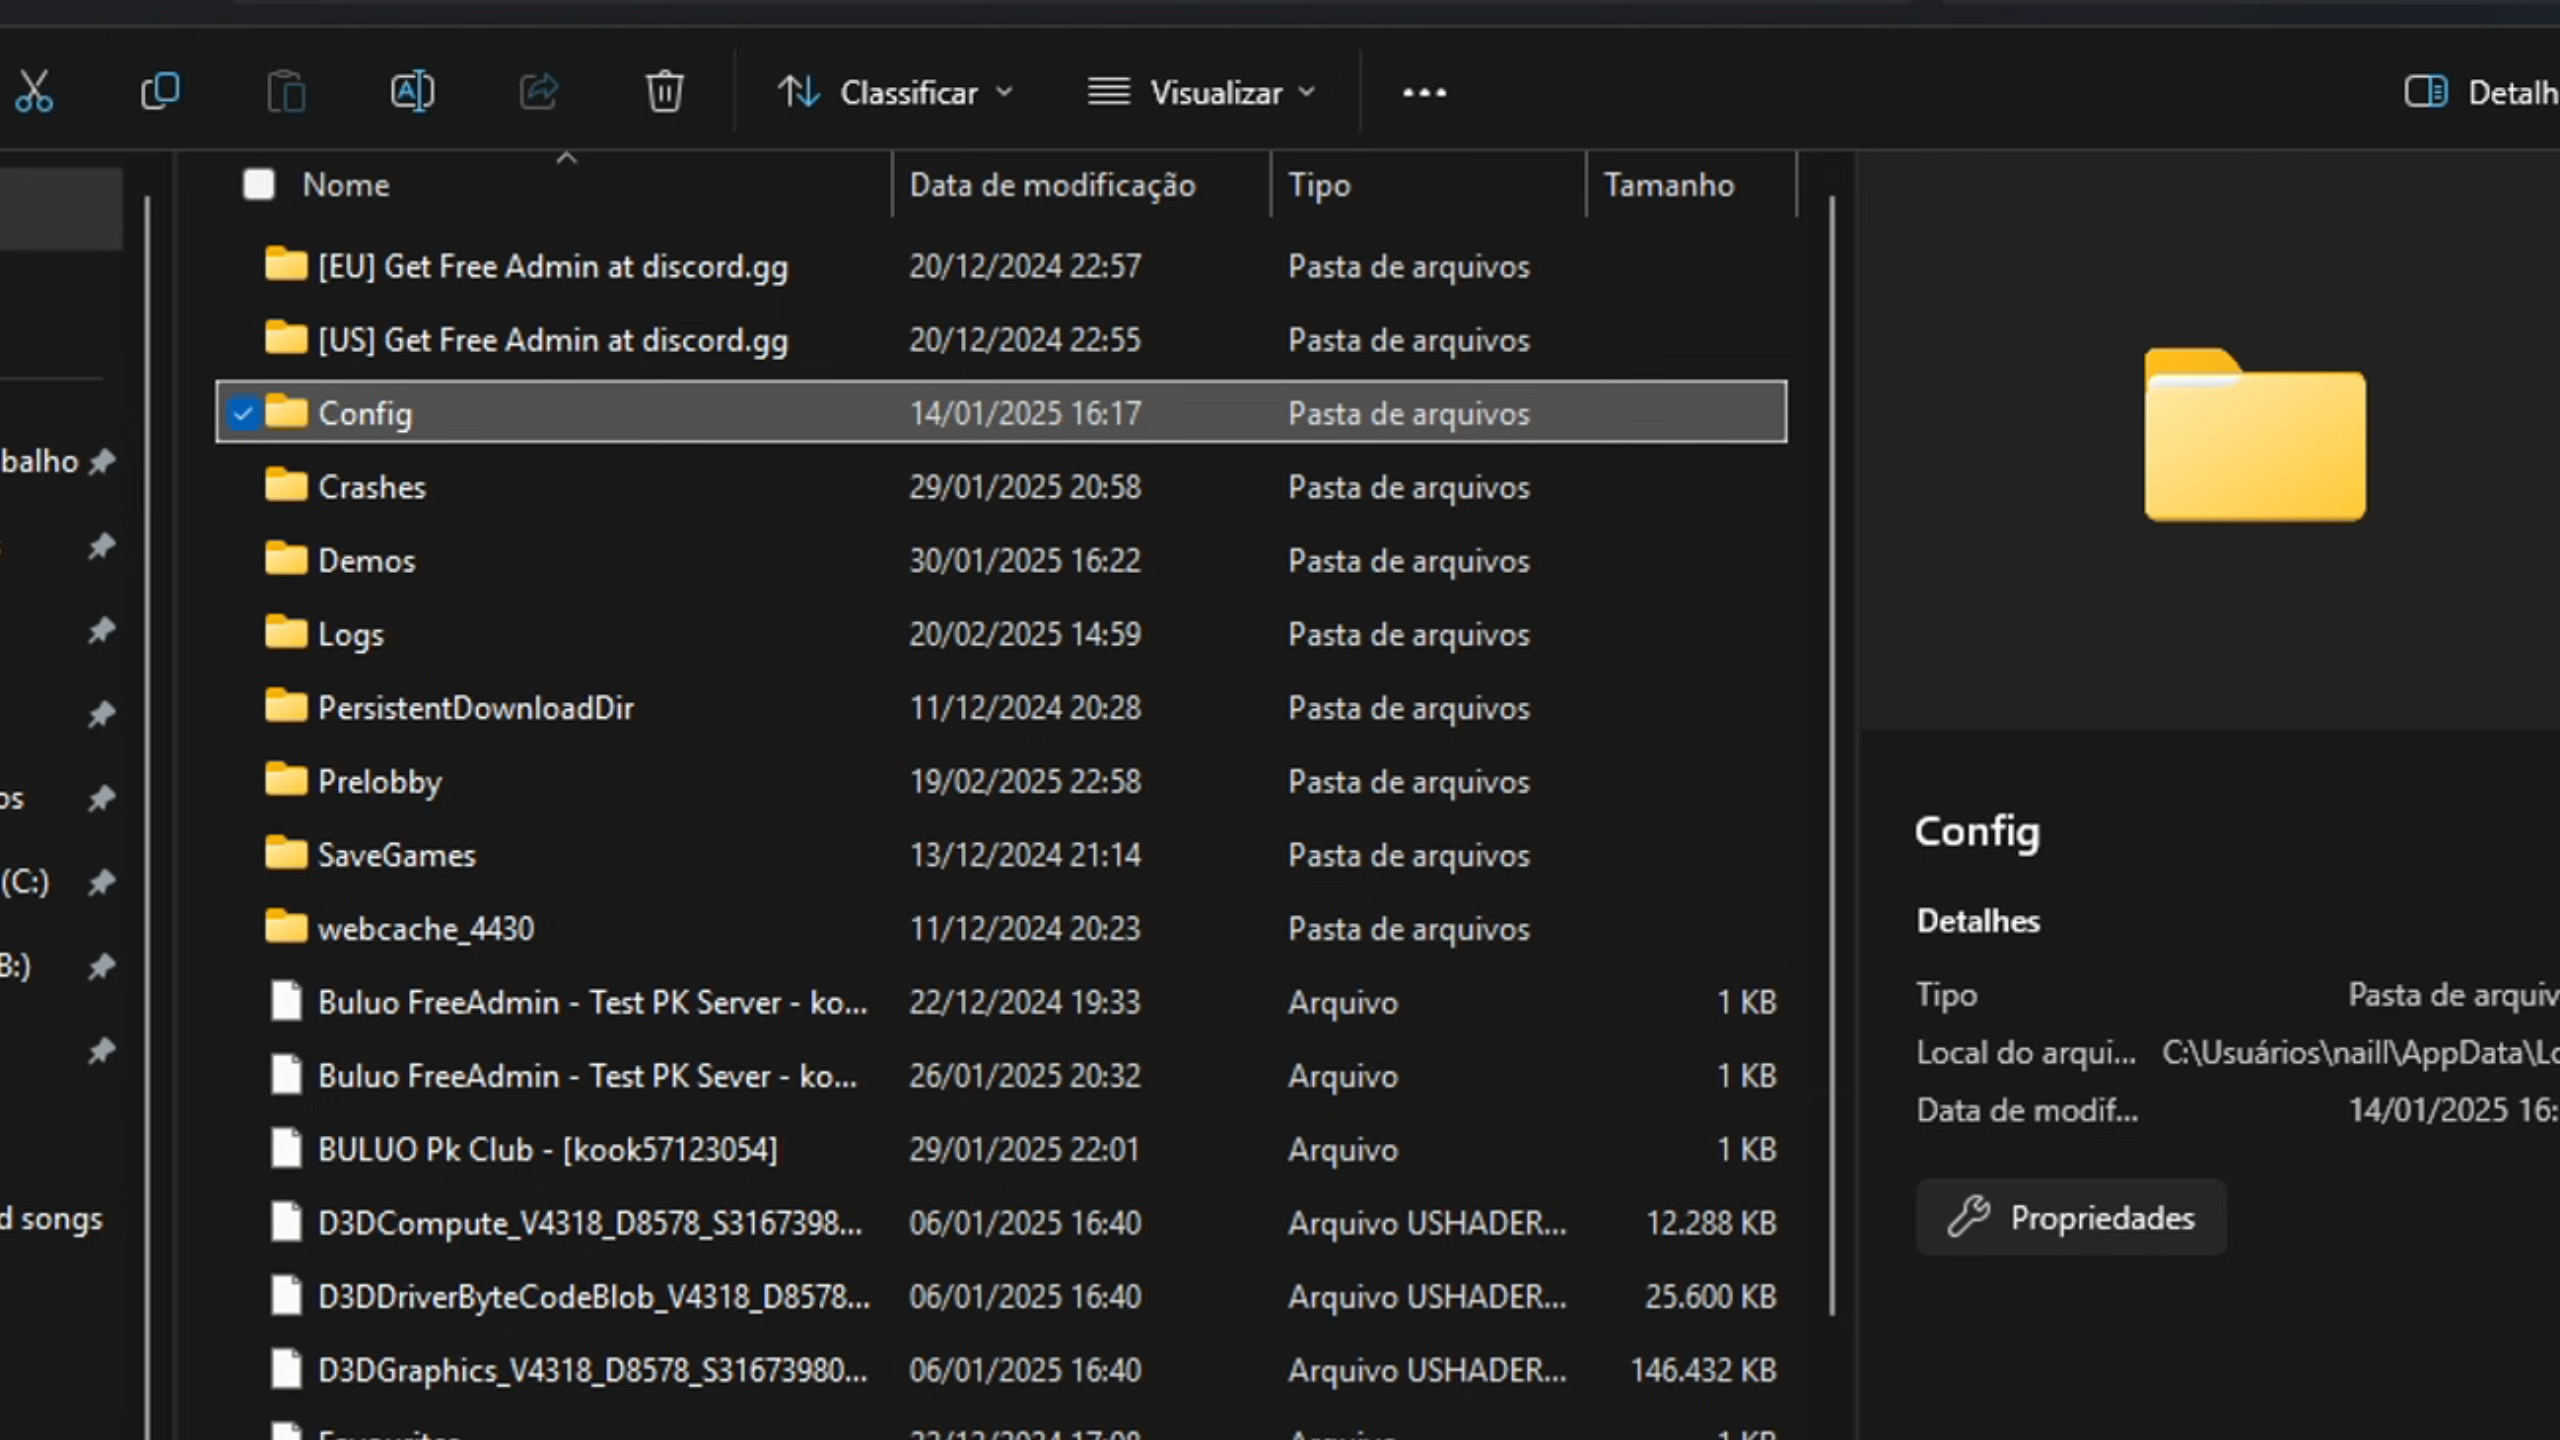 Classificar Visualizar Detalh
Nome Data de modificação Tipo Tamanho
[EU] Get Free Admin at discord.gg 20/12/2024 22:57 Pasta de arquivos
[US] Get Free Admin at discord.gg 20/12/2024 22:55 Pasta de arquivos
Config 14/01/2025 16:17 Pasta de arquivos
Crashes 29/01/2025 20:58 Pasta de arquivos
Demos 30/01/2025 16:22 Pasta de arquivos
Logs 20/02/2025 14:59 Pasta de arquivos
PersistentDownloadDir 11/12/2024 20:28 Pasta de arquivos
Prelobby 19/02/2025 22:58 Pasta de arquivos
SaveGames 13/12/2024 21:14 Pasta de arquivos
webcache_4430 11/12/2024 20:23 Pasta de arquivos
Buluo FreeAdmin - Test PK Server - ko... 22/12/2024 19:33 Arquivo 1 KB
Buluo FreeAdmin - Test PK Sever - ko... 26/01/2025 20:32 Arquivo 1 KB
BULUO Pk Club - [kook57123054] 29/01/2025 22:01 Arquivo 1 KB
D3DCompute_V4318_D8578_S3167398... 06/01/2025 16:40 Arquivo USHADER... 12.288 KB
D3DDriverByteCodeBlob_V4318_D8578... 06/01/2025 16:40 Arquivo USHADER... 25.600 KB
D3DGraphics_V4318_D8578_S31673980... 06/01/2025 16:40 Arquivo USHADER... 146.432 KB
balho
os
(C:)
B:)
d songs
Config
Detalhes
Tipo Pasta de arquiv
Local do arqui... C:\Usuários\naill\AppData\Lo
Data de modif... 14/01/2025 16:
Propriedades